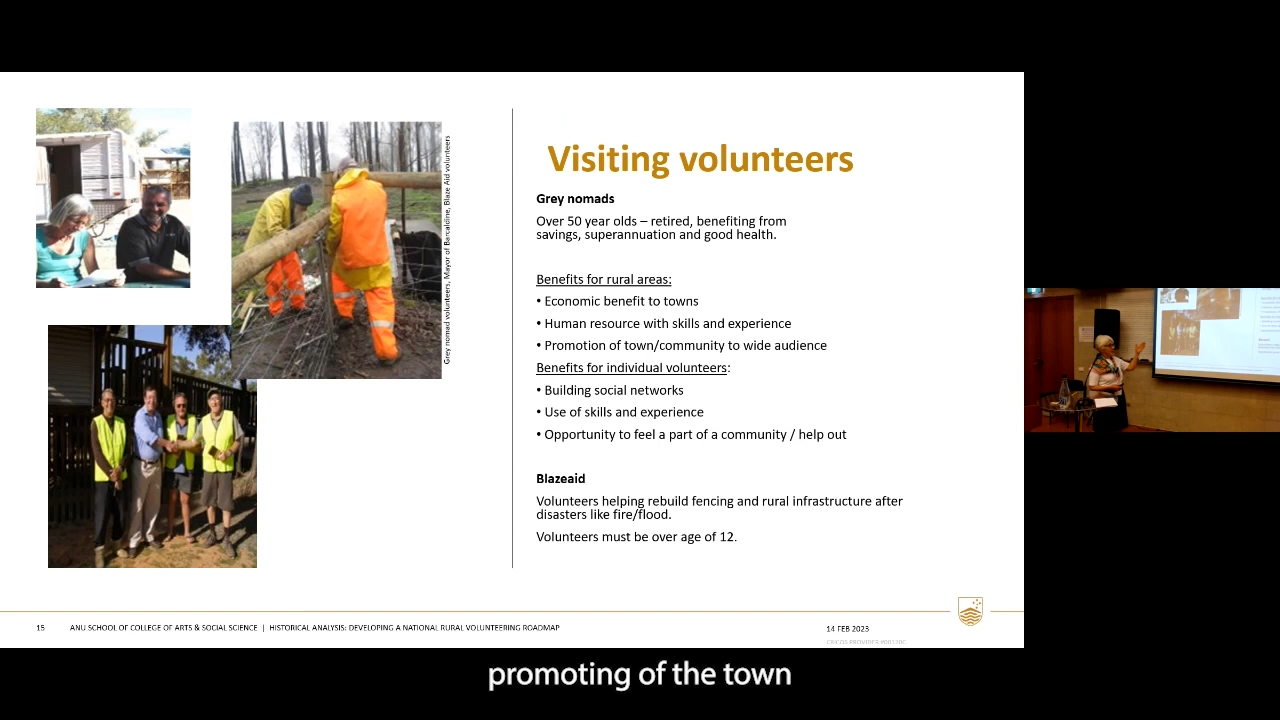 Visiting volunteers
Grey nomads
Over 50 year olds – retired, benefiting from
savings, superannuation and good health.
Benefits for rural areas:
• Economic benefit to towns
• Human resource with skills and experience
• Promotion of town/community to wide audience
Benefits for individual volunteers:
• Building social networks
• Use of skills and experience
• Opportunity to feel a part of a community / help out
Blazeaid
Volunteers helping rebuild fencing and rural infrastructure after
disasters like fire/flood.
Volunteers must be over age of 12.
Grey nomad volunteers, Mayor of Barcaldine, Blaze Aid volunteers
15 ANU SCHOOL OF COLLEGE OF ARTS & SOCIAL SCIENCE | HISTORICAL ANALYSIS: DEVELOPING A NATIONAL RURAL VOLUNTEERING ROADMAP
14 FEB 2023
CRICOS PROVIDER #00120C
promoting of the town